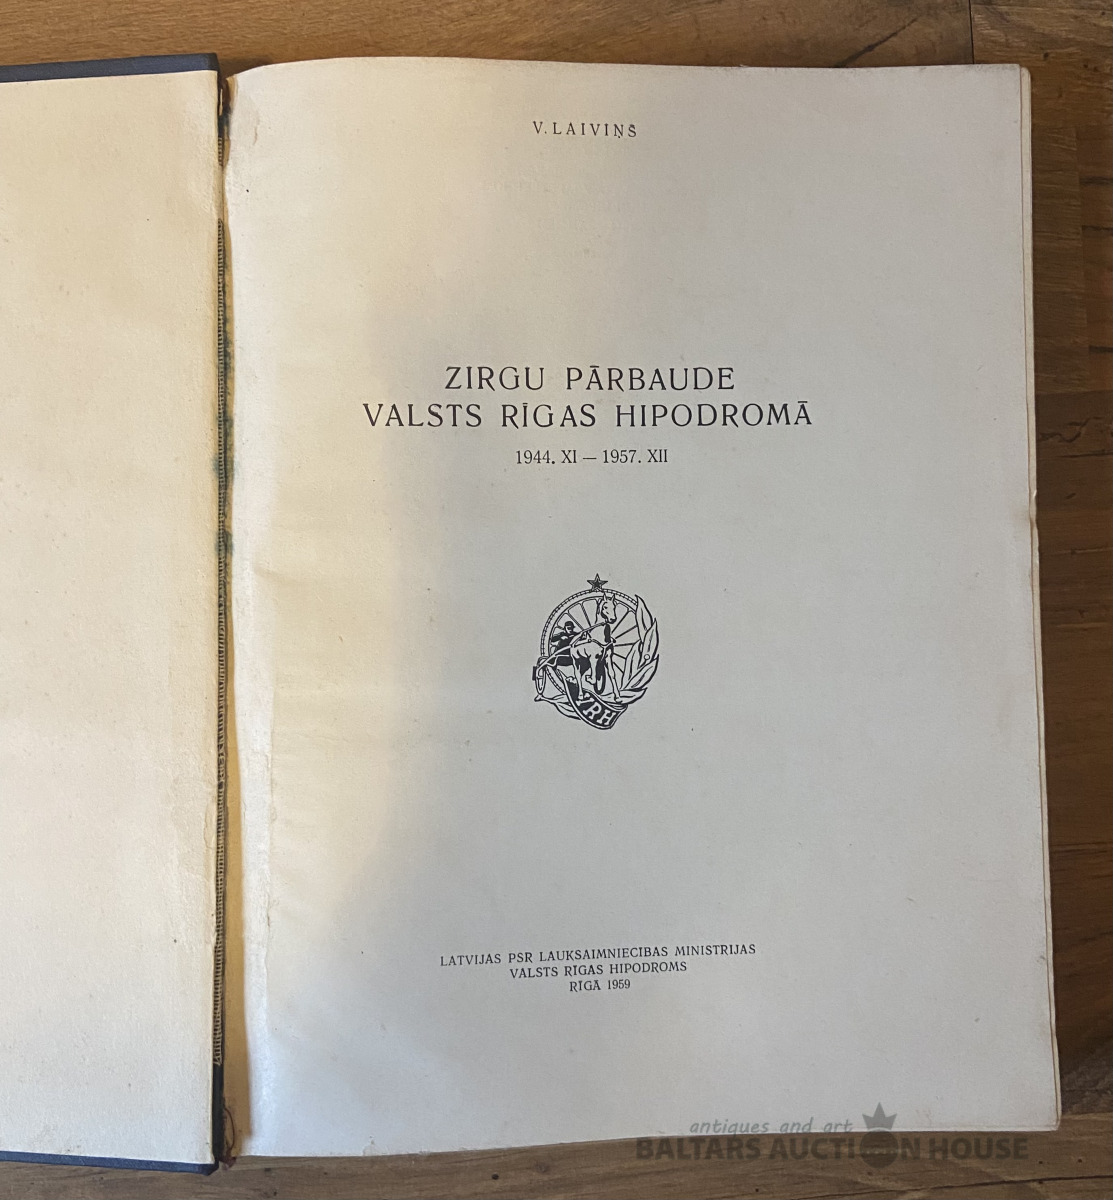 V. LAIVIŅŠ
ZIRGU PĀRBAUDE
VALSTS RĪGAS HIPODROMĀ
1944. XI — 1957. XII
VRH
LATVIJAS PSR LAUKSAIMNIECĪBAS MINISTRIJAS
VALSTS RĪGAS HIPODROMS
RĪGĀ 1959
antiques and art
BALTARS AUCTION HOUSE